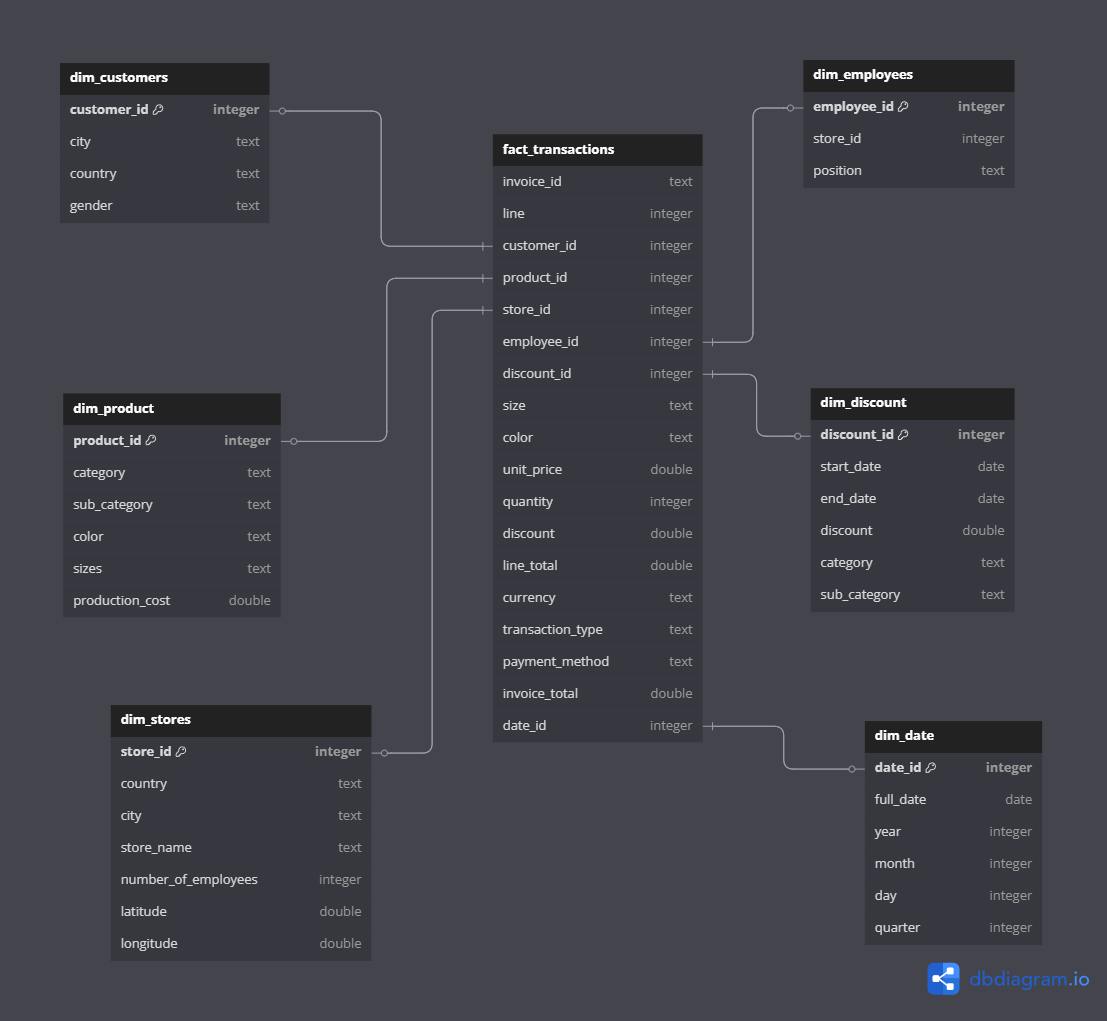 dim_customers
customer_id integer
city text
country text
gender text
dim_employees
employee_id integer
store_id integer
position text
fact_transactions
invoice_id text
line integer
customer_id integer
product_id integer
store_id integer
employee_id integer
discount_id integer
size text
color text
unit_price double
quantity integer
discount double
line_total double
currency text
transaction_type text
payment_method text
invoice_total double
date_id integer
dim_product
product_id integer
category text
sub_category text
color text
sizes text
production_cost double
dim_discount
discount_id integer
start_date date
end_date date
discount double
category text
sub_category text
dim_stores
store_id integer
country text
city text
store_name text
number_of_employees integer
latitude double
longitude double
dim_date
date_id integer
full_date date
year integer
month integer
day integer
quarter integer
dbdiagram.io